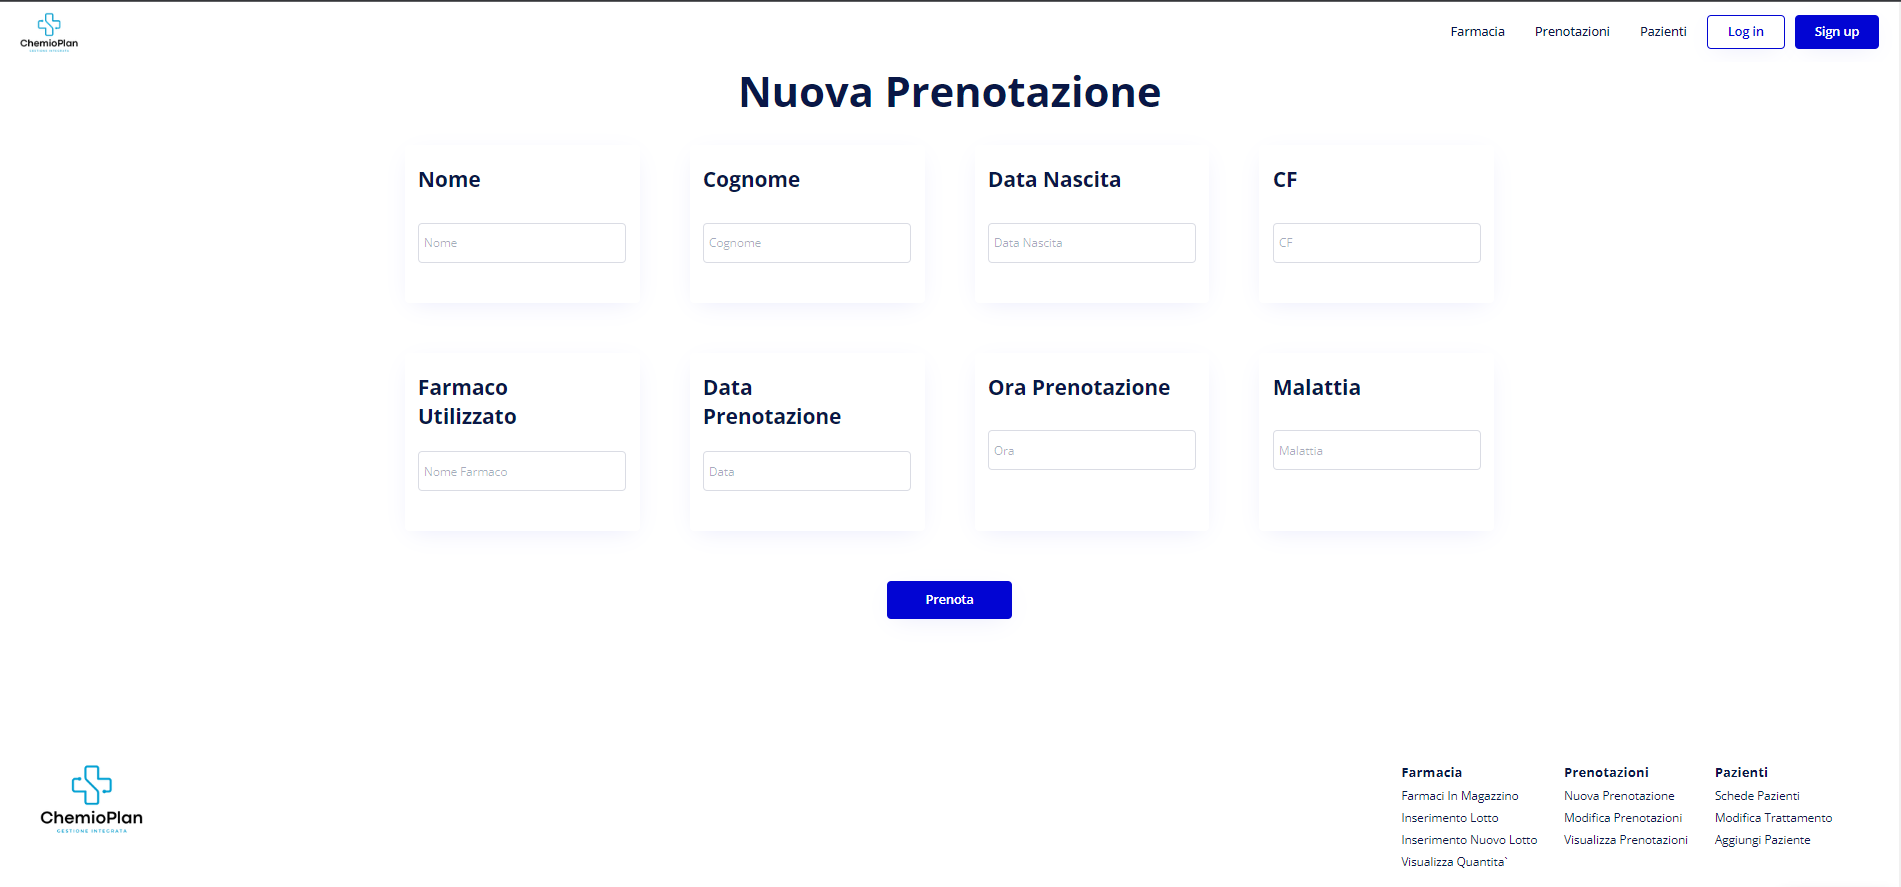 ChemioPlan
GESTIONE INTEGRATA
Farmacia
Prenotazioni
Pazienti
Log in
Sign up
Nuova Prenotazione
Nome
Cognome
Data Nascita
CF
Nome
Cognome
Data Nascita
CF
Farmaco
Utilizzato
Data
Prenotazione
Ora Prenotazione
Malattia
Nome Farmaco
Data
Ora
Malattia
Prenota
ChemioPlan
GESTIONE INTEGRATA
Farmacia
Farmaci In Magazzino
Inserimento Lotto
Inserimento Nuovo Lotto
Visualizza Quantita`
Prenotazioni
Nuova Prenotazione
Modifica Prenotazioni
Visualizza Prenotazioni
Pazienti
Schede Pazienti
Modifica Trattamento
Aggiungi Paziente